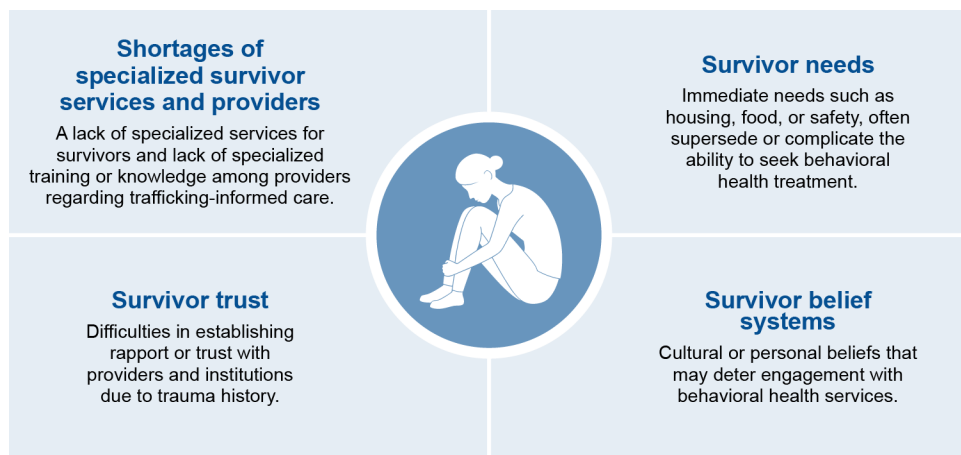 Shortages of
specialized survivor
services and providers
A lack of specialized services for
survivors and lack of specialized
training or knowledge among providers
regarding trafficking-informed care.
Survivor needs
Immediate needs such as
housing, food, or safety, often
supersede or complicate the
ability to seek behavioral
health treatment.
Survivor trust
Difficulties in establishing
rapport or trust with
providers and institutions
due to trauma history.
Survivor belief
systems
Cultural or personal beliefs that
may deter engagement with
behavioral health services.